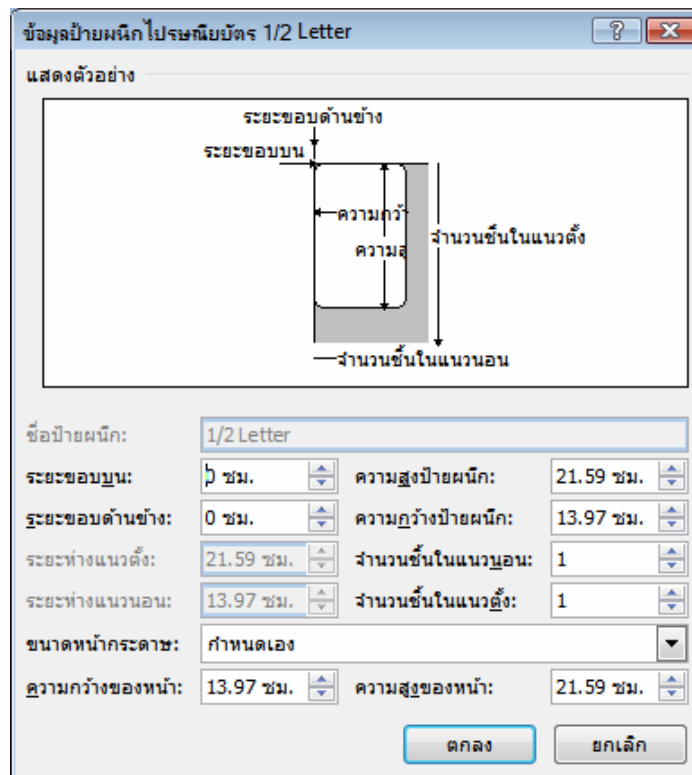 ข้อมูลป้ายผนึกไปรษณียบัตร 1/2 Letter
แสดงตัวอย่าง
ระยะขอบด้านข้าง
ระยะขอบบน
ความกว้
ความสู
จำนวนชิ้นในแนวตั้ง
จำนวนชิ้นในแนวนอน
ชื่อป้ายผนึก: 1/2 Letter
ระยะขอบบน: 0 ซม. ความสูงป้ายผนึก: 21.59 ซม.
ระยะขอบด้านข้าง: 0 ซม. ความกว้างป้ายผนึก: 13.97 ซม.
ระยะห่างแนวตั้ง: 21.59 ซม. จำนวนชิ้นในแนวนอน: 1
ระยะห่างแนวนอน: 13.97 ซม. จำนวนชิ้นในแนวตั้ง: 1
ขนาดหน้ากระดาษ: กำหนดเอง
ความกว้างของหน้า: 13.97 ซม. ความสูงของหน้า: 21.59 ซม.
ตกลง ยกเลิก